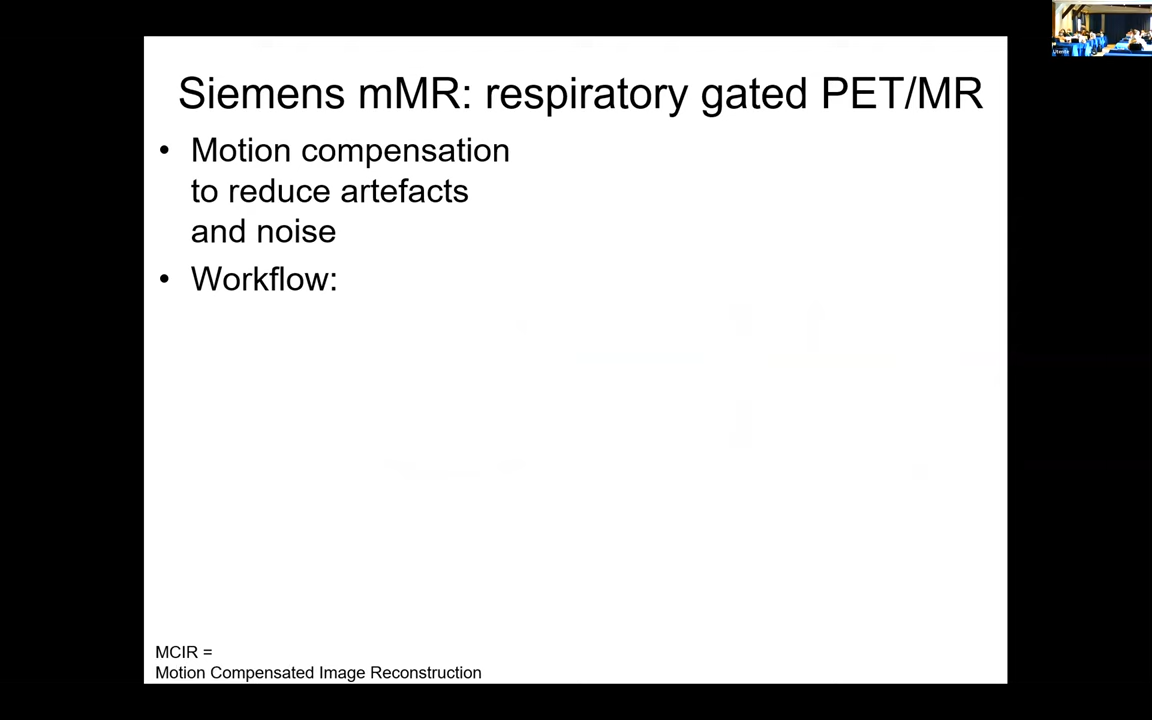 Siemens mMR: respiratory gated PET/MR
• Motion compensation
to reduce artefacts
and noise
• Workflow:
MCIR =
Motion Compensated Image Reconstruction